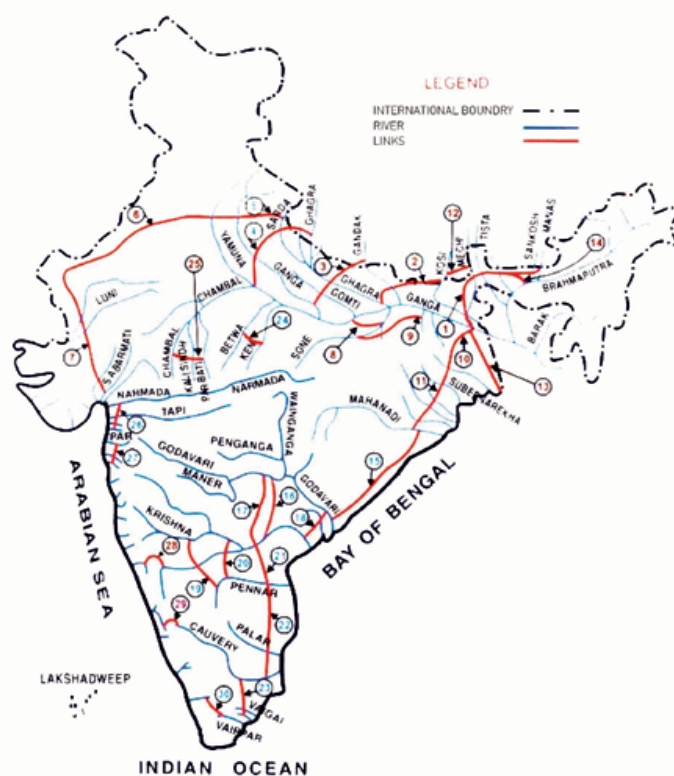 LEGEND
INTERNATIONAL BOUNDRY
RIVER
LINKS
6
5
4
SARDA
GHAGRA
3
GANDAK
12
2
KOSI
MECHI
TISTA
SANKOSH
MANAS
14
YAMUNA
GANGA
GHAGRA
GOMTI
GANGA
1
BRAHMAPUTRA
25
LUNI
CHAMBAL
24
SONE
8
9
BARAK
10
13
7
SABARMATI
CHAMBAL
KALISINDH
PARBATI
BETWA
KEN
11
SUBERNAREKHA
NAHMADA
NARMADA
TAPI
26
MAHANADI
PAR
27
WAINGANGA
PENGANGA
GODAVARI
MANER
15
GODAVARI
17
16
18
KRISHNA
28
20
21
19
PENNAR
29
CAUVERY
PALAR
22
30
23
VAIGAI
VAIPPAR
ARABIAN SEA
BAY OF BENGAL
LAKSHADWEEP
INDIAN OCEAN